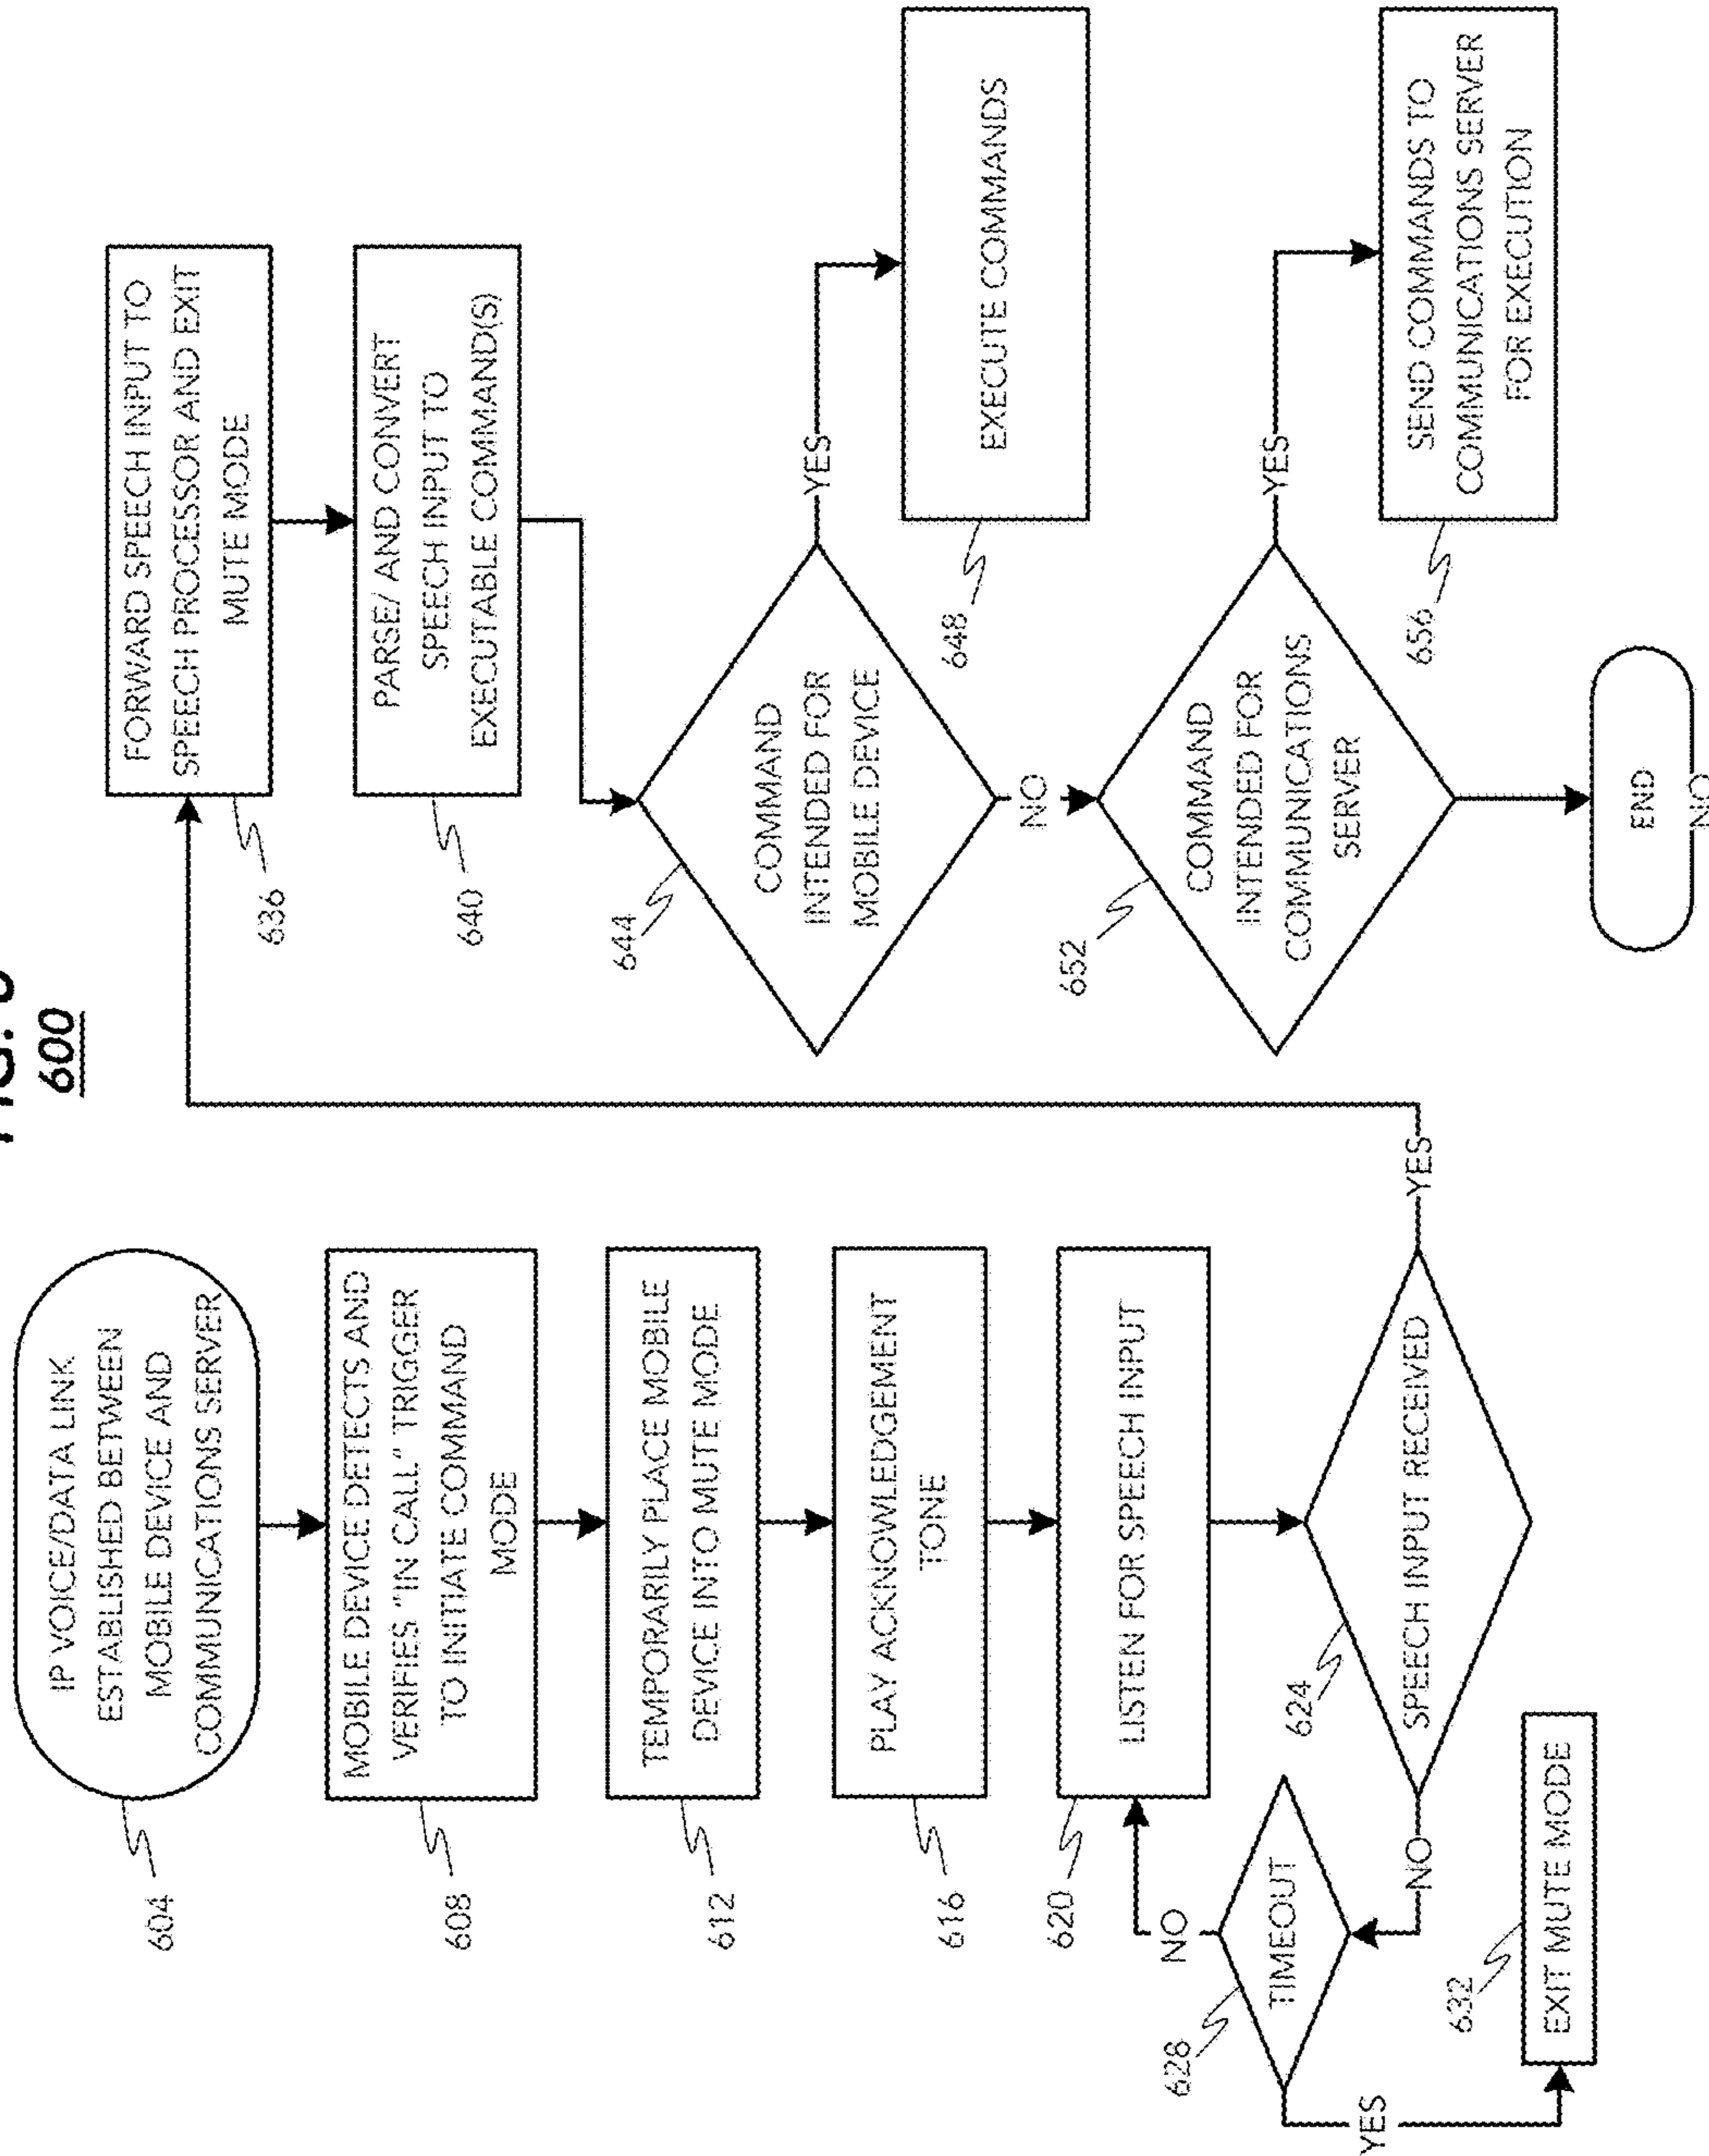 600
IP VOICE/DATA LINK
ESTABLISHED BETWEEN
MOBILE DEVICE AND
COMMUNICATIONS SERVER
604
MOBILE DEVICE DETECTS AND
VERIFIES "IN CALL" TRIGGER
TO INITIATE COMMAND
MODE
608
TEMPORARILY PLACE MOBILE
DEVICE INTO MUTE MODE
612
PLAY ACKNOWLEDGEMENT
TONE
616
LISTEN FOR SPEECH INPUT
620
SPEECH INPUT RECEIVED
624
NO
YES
TIMEOUT
628
NO
YES
EXIT MUTE MODE
632
FORWARD SPEECH INPUT TO
SPEECH PROCESSOR AND EXIT
MUTE MODE
636
PARSE/ AND CONVERT
SPEECH INPUT TO
EXECUTABLE COMMAND(S)
640
COMMAND
INTENDED FOR
MOBILE DEVICE
644
YES
EXECUTE COMMANDS
648
NO
COMMAND
INTENDED FOR
COMMUNICATIONS
SERVER
652
YES
SEND COMMANDS TO
COMMUNICATIONS SERVER
FOR EXECUTION
656
END
NO